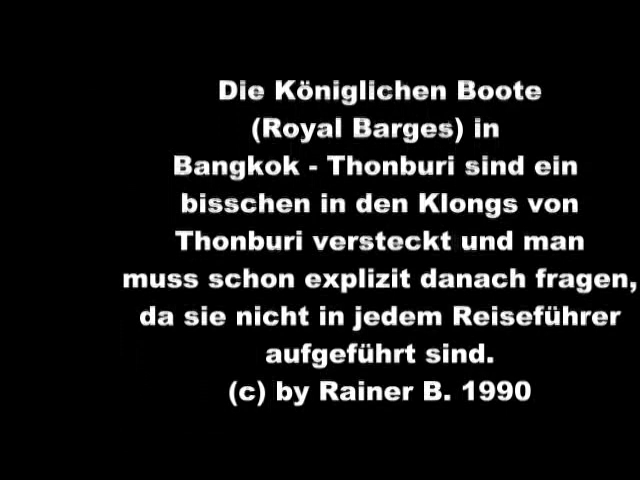 Die Königlichen Boote
(Royal Barges) in
Bangkok - Thonburi sind ein
bisschen in den Klongs von
Thonburi versteckt und man
muss schon explizit danach fragen,
da sie nicht in jedem Reiseführer
aufgeführt sind.
(c) by Rainer B. 1990